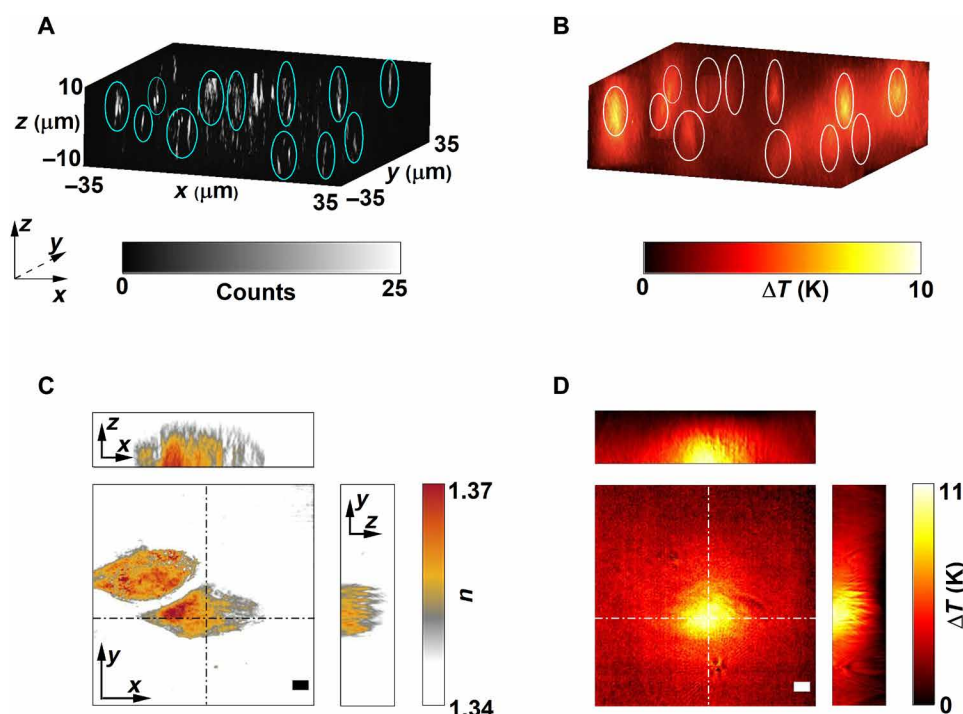 A
10
z (μm)
–10
–35
x (μm)
35
–35
y (μm)
35
z
y
x
0
Counts
25
B
0
ΔT (K)
10
C
z
x
y
x
y
z
1.37
n
1.34
D
11
ΔT (K)
0